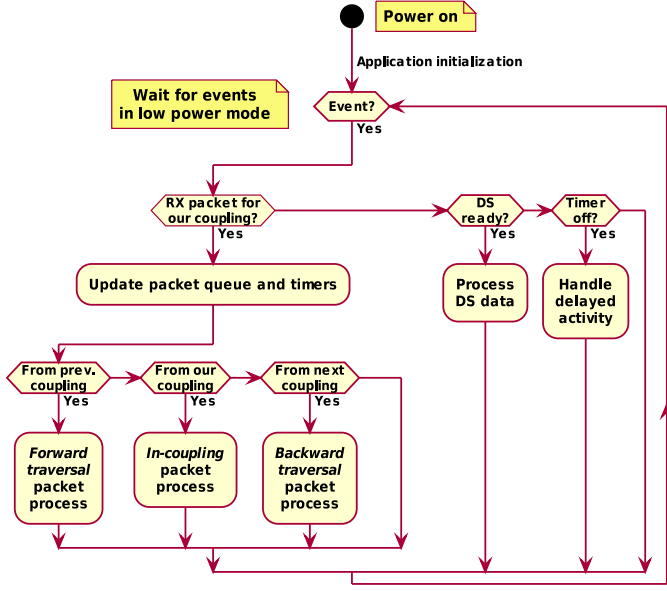 Power on
Application initialization
Wait for events
in low power mode
Event?
Yes
RX packet for
our coupling?
Yes
DS
ready?
Yes
Timer
off?
Yes
Update packet queue and timers
Process
DS data
Handle
delayed
activity
From prev.
coupling
Yes
From our
coupling
Yes
From next
coupling
Yes
Forward
traversal
packet
process
In-coupling
packet
process
Backward
traversal
packet
process